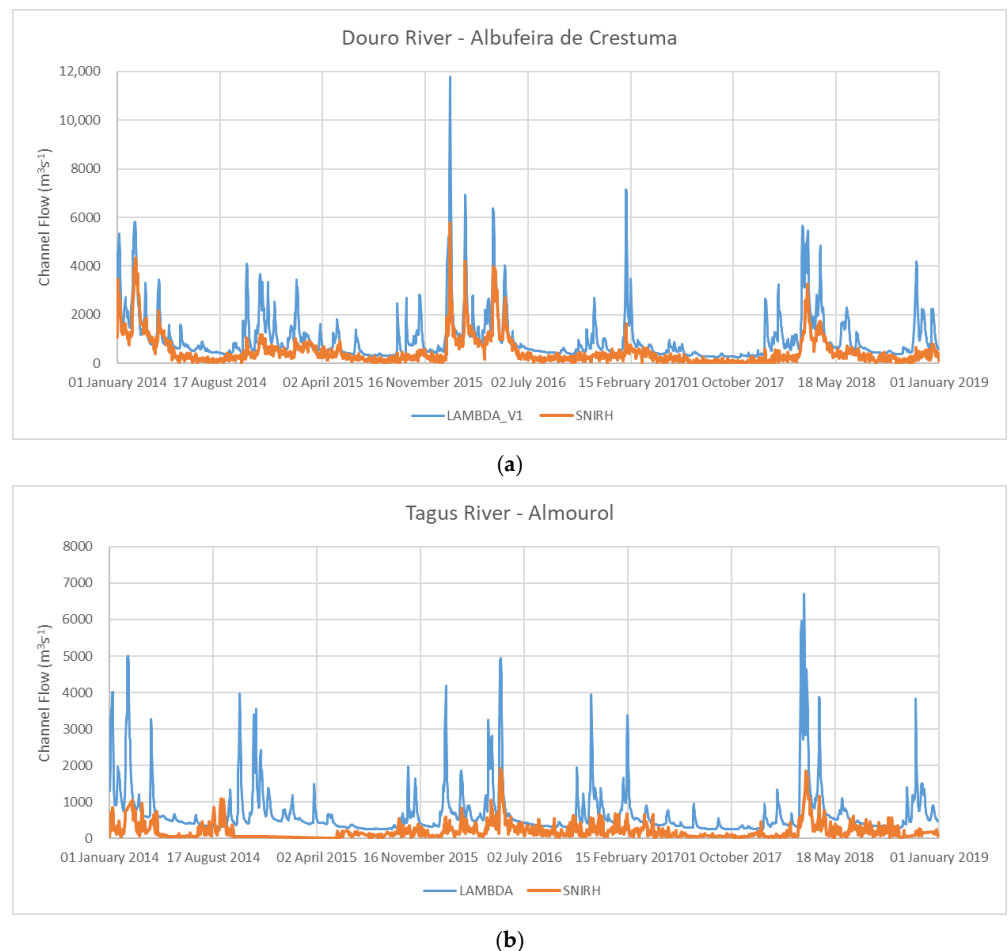 Douro River - Albufeira de Crestuma
12,000
10,000
8000
6000
4000
2000
0
Channel Flow (m³s⁻¹)
01 January 2014 17 August 2014 02 April 2015 16 November 2015 02 July 2016 15 February 201701 October 2017 18 May 2018 01 January 2019
LAMBDA_V1 SNIRH
(a)
Tagus River - Almourol
8000
7000
6000
5000
4000
3000
2000
1000
0
Channel Flow (m³s⁻¹)
01 January 2014 17 August 2014 02 April 2015 16 November 2015 02 July 2016 15 February 201701 October 2017 18 May 2018 01 January 2019
LAMBDA SNIRH
(b)